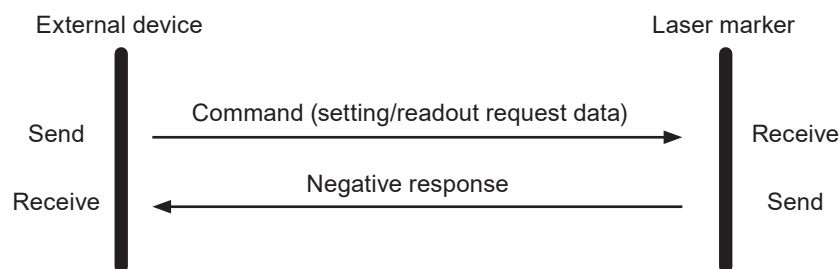 External device
Laser marker
Command (setting/readout request data)
Send
Receive
Negative response
Receive
Send